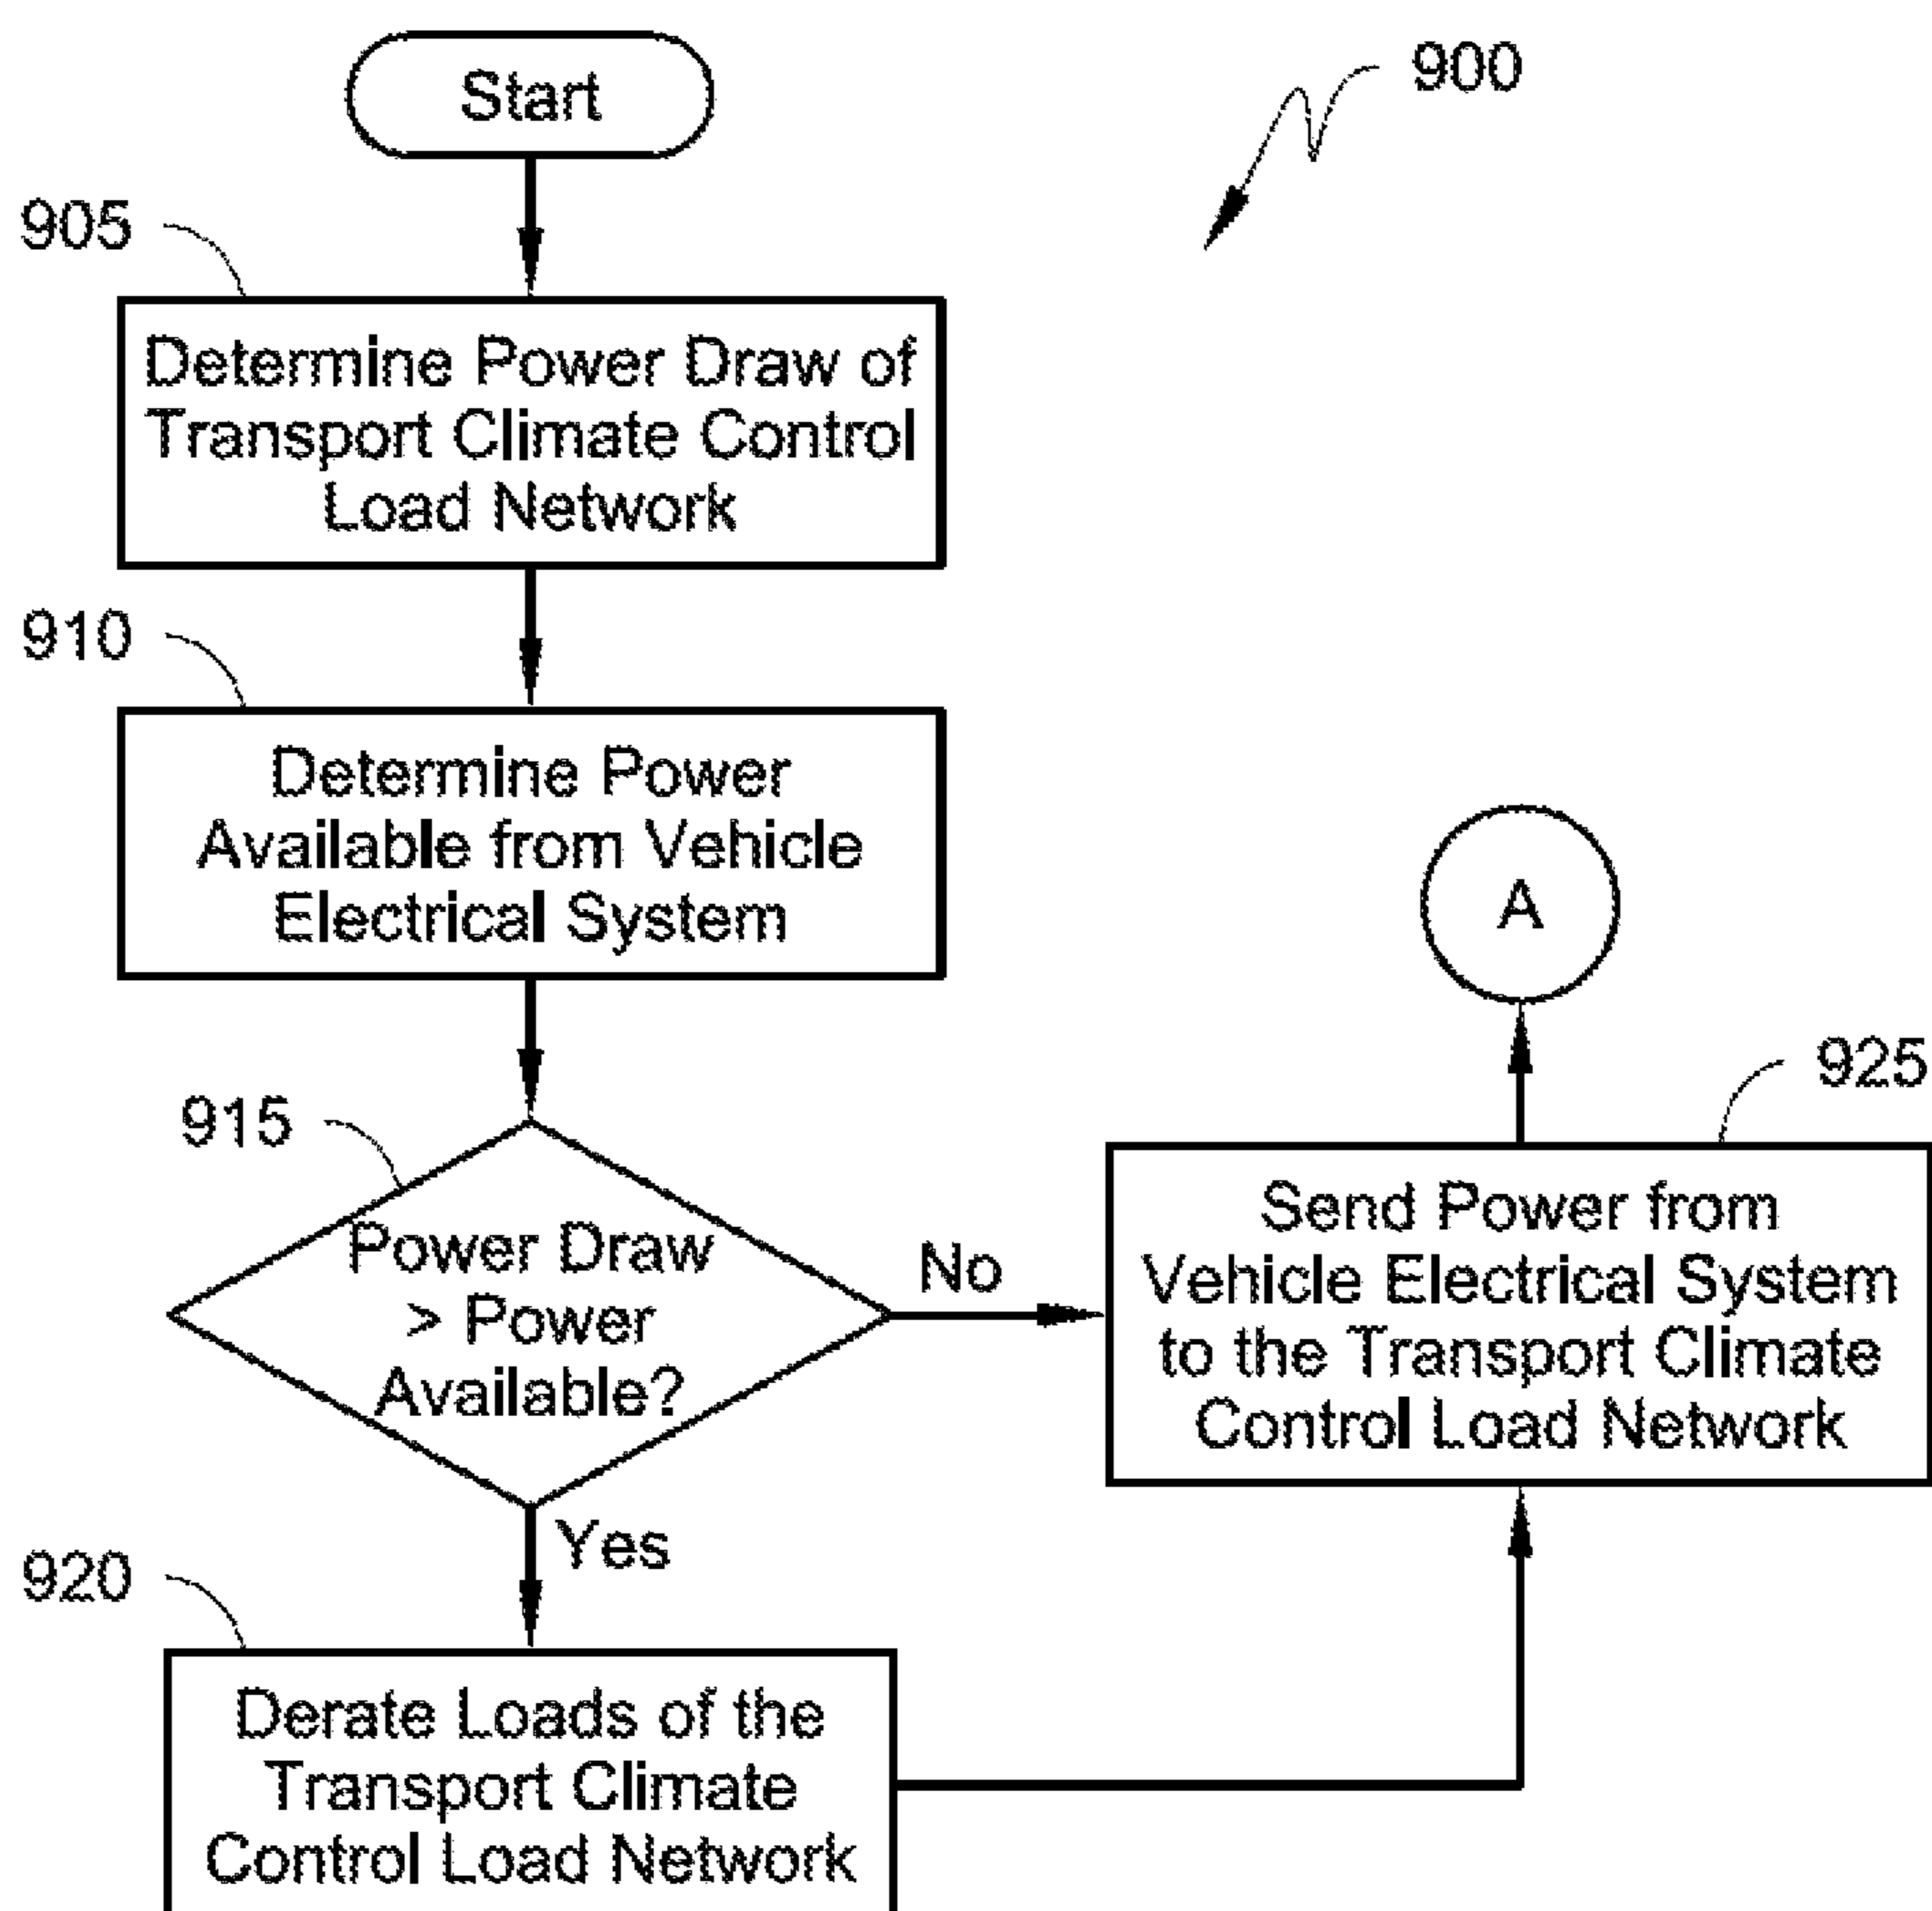 Start
900
905
Determine Power Draw of
Transport Climate Control
Load Network
910
Determine Power
Available from Vehicle
Electrical System
A
915
925
Power Draw
> Power
Available?
No
Send Power from
Vehicle Electrical System
to the Transport Climate
Control Load Network
Yes
920
Derate Loads of the
Transport Climate
Control Load Network